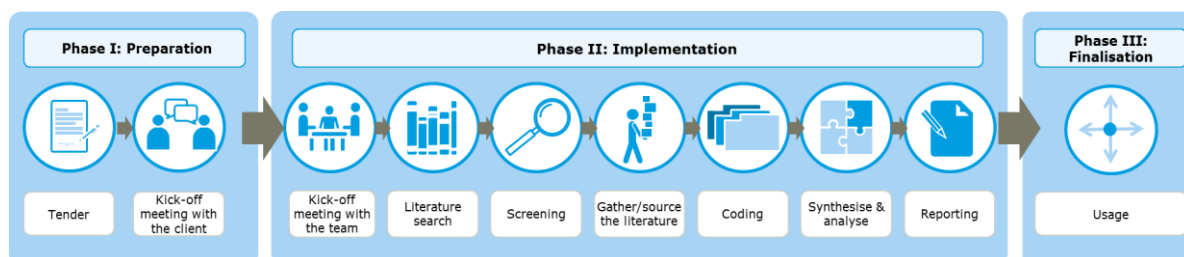 Phase I: Preparation
Phase II: Implementation
Phase III:
Finalisation
Tender
Kick-off
meeting with
the client
Kick-off
meeting with
the team
Literature
search
Screening
Gather/source
the literature
Coding
Synthesise &
analyse
Reporting
Usage